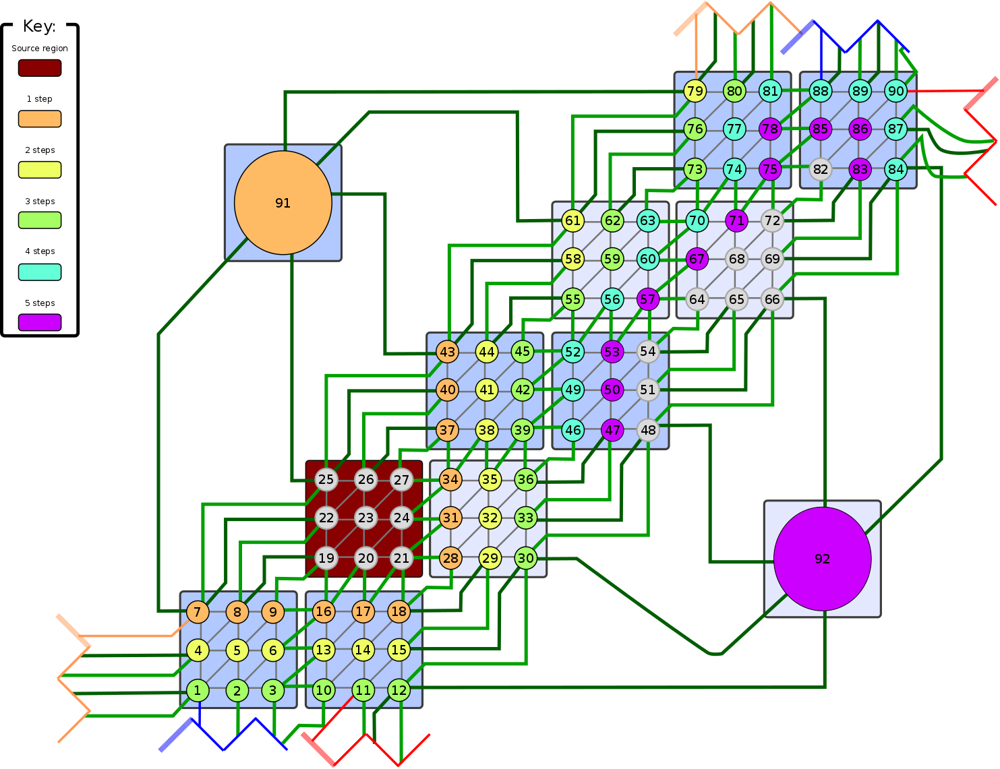 Key:
Source region
1 step
2 steps
3 steps
4 steps
5 steps
79 80 81 88 89 90
76 77 78 85 86 87
73 74 75 82 83 84
91
61 62 63 70 71 72
58 59 60 67 68 69
55 56 57 64 65 66
43 44 45 52 53 54
40 41 42 49 50 51
37 38 39 46 47 48
25 26 27 34 35 36
22 23 24 31 32 33
19 20 21 28 29 30
92
7 8 9 16 17 18
4 5 6 13 14 15
1 2 3 10 11 12